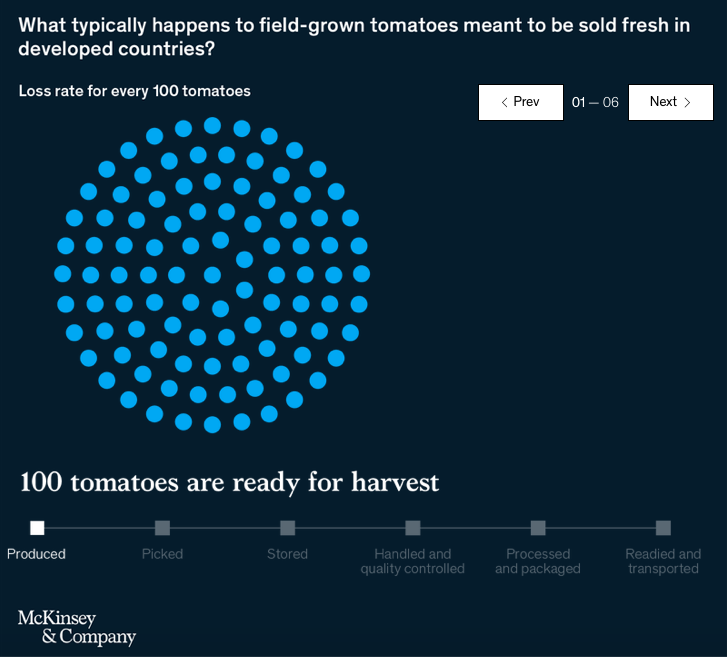 What typically happens to field-grown tomatoes meant to be sold fresh in
developed countries?
Loss rate for every 100 tomatoes
Prev
01 — 06
Next
100 tomatoes are ready for harvest
Produced
Picked
Stored
Handled and
quality controlled
Processed
and packaged
Readied and
transported
McKinsey
& Company